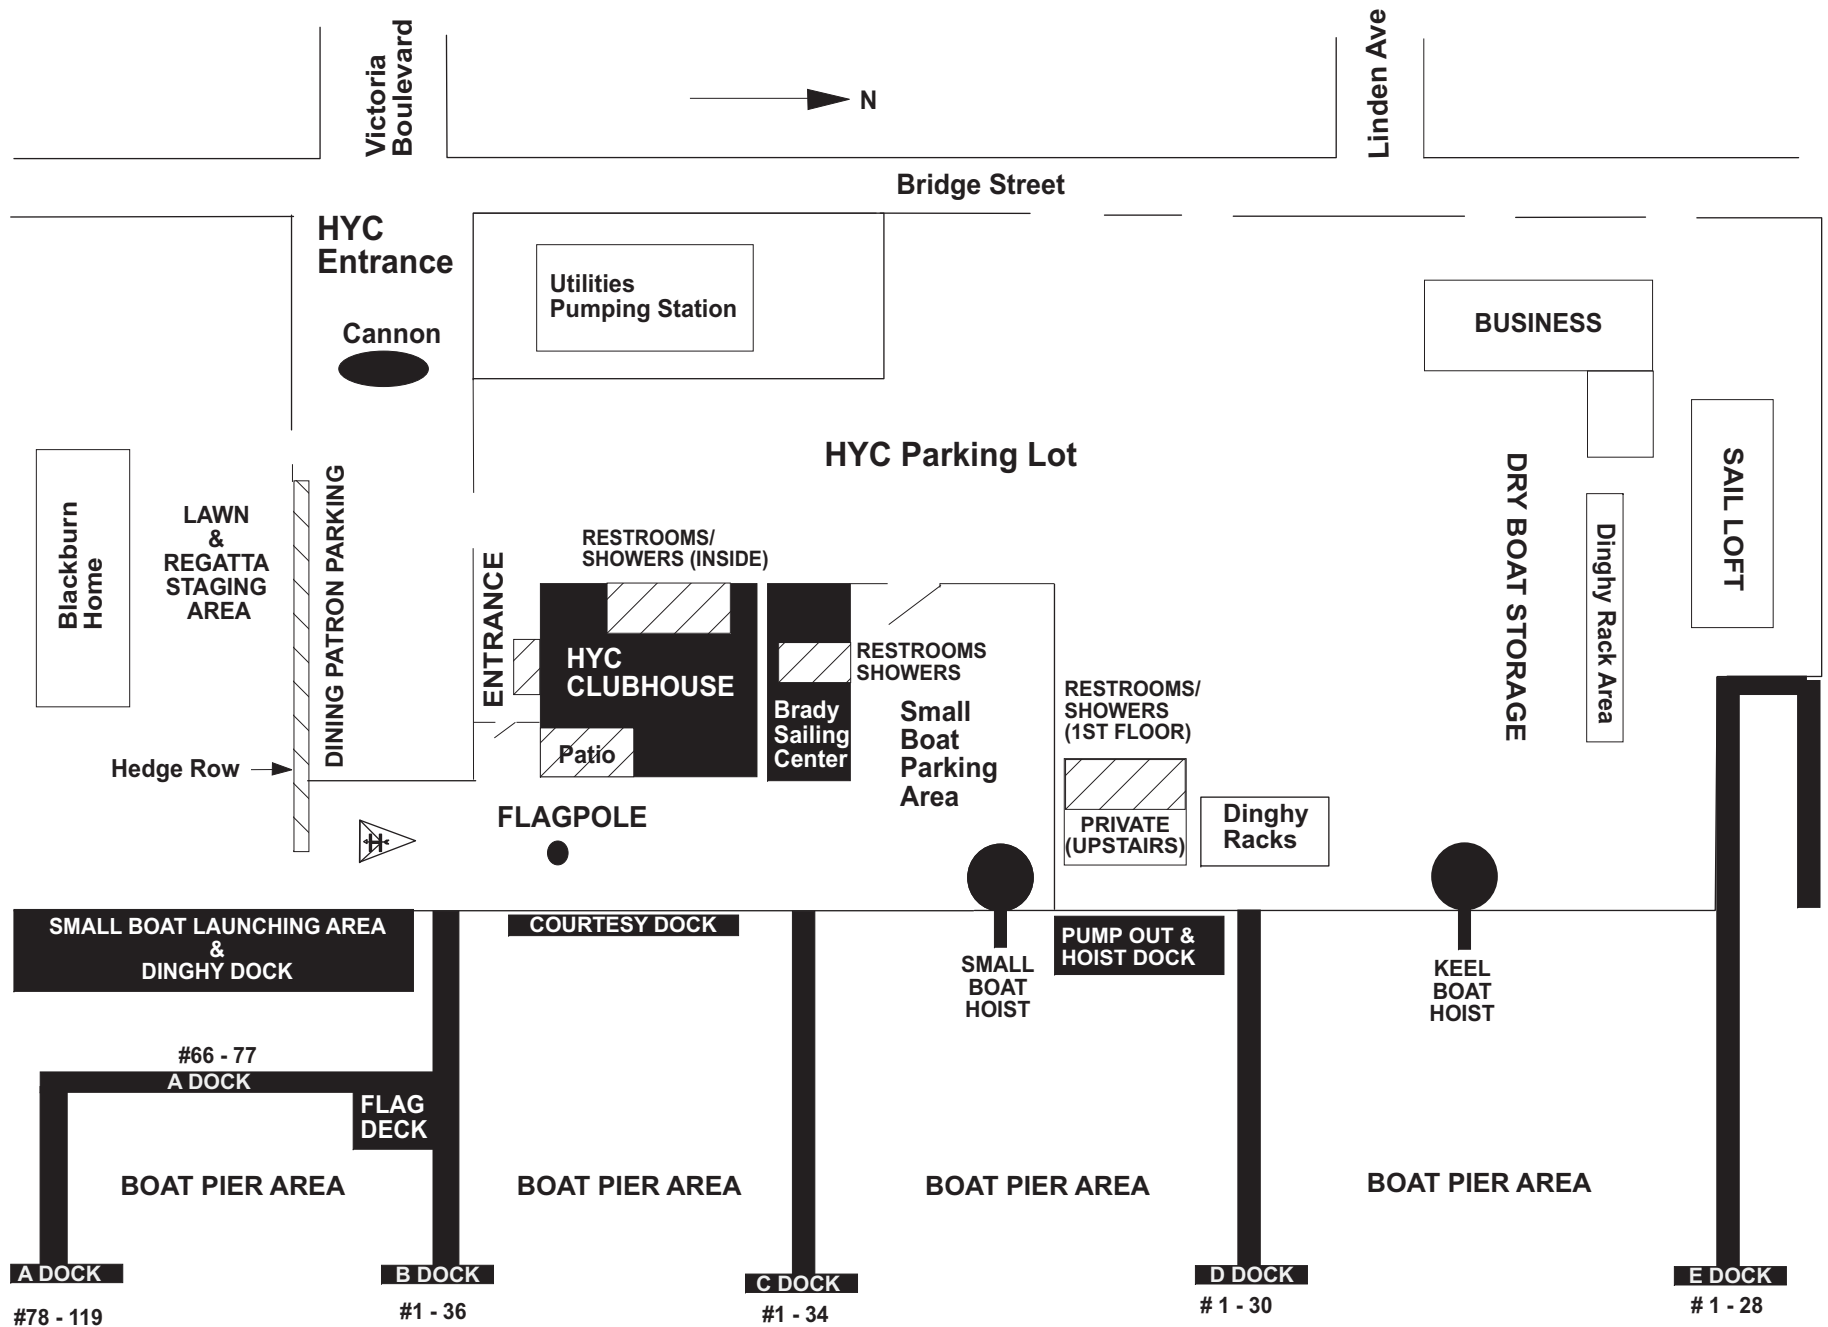 Victoria
Boulevard
Linden Ave
N
Bridge Street
HYC
Entrance
Utilities
Pumping Station
Cannon
BUSINESS
HYC Parking Lot
Blackburn
Home
LAWN
&
REGATTA
STAGING
AREA
DINING PATRON PARKING
ENTRANCE
RESTROOMS/
SHOWERS (INSIDE)
HYC
CLUBHOUSE
Patio
RESTROOMS
SHOWERS
Brady
Sailing
Center
Small
Boat
Parking
Area
RESTROOMS/
SHOWERS
(1ST FLOOR)
PRIVATE
(UPSTAIRS)
Dinghy
Racks
DRY BOAT STORAGE
Dinghy Rack Area
SAIL LOFT
Hedge Row
H
FLAGPOLE
SMALL BOAT LAUNCHING AREA
&
DINGHY DOCK
COURTESY DOCK
SMALL
BOAT
HOIST
PUMP OUT &
HOIST DOCK
KEEL
BOAT
HOIST
#66 - 77
A DOCK
FLAG
DECK
BOAT PIER AREA
BOAT PIER AREA
BOAT PIER AREA
BOAT PIER AREA
A DOCK
#78 - 119
B DOCK
#1 - 36
C DOCK
#1 - 34
D DOCK
# 1 - 30
E DOCK
# 1 - 28